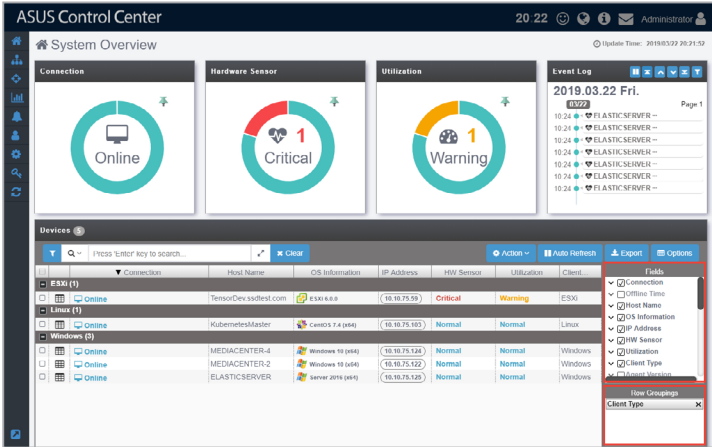 ASUS Control Center
20:22
Administrator
System Overview
Update Time: 2019/03/22 20:21:52
Connection
Hardware Sensor
Utilization
Event Log
Online
1
Critical
1
Warning
2019.03.22 Fri.
03/22
Page 1
10:24 ELASTICSERVER --
10:24 ELASTICSERVER --
10:24 ELASTICSERVER --
10:24 ELASTICSERVER --
10:24 ELASTICSERVER --
10:24 ELASTICSERVER --
10:24 ELASTICSERVER --
Devices 5
Press 'Enter' key to search...
Clear
Action
Auto Refresh
Export
Options
Connection Host Name OS Information IP Address HW Sensor Utilization Client...
ESXi (1)
Online TensorDev.ssdtest.com ESXi 6.0.0 10.10.75.59 Critical Warning ESXi
Linux (1)
Online KubernetesMaster CentOS 7.4 (x64) 10.10.75.103 Normal Normal Linux
Windows (3)
Online MEDIACENTER-4 Windows 10 (x64) 10.10.75.124 Normal Normal Windows
Online MEDIACENTER-2 Windows 10 (x64) 10.10.75.122 Normal Normal Windows
Online ELASTICSERVER Server 2016 (x64) 10.10.75.125 Normal Normal Windows
Fields
Connection
Offline Time
Host Name
OS Information
IP Address
HW Sensor
Utilization
Client Type
Agent Version
Row Groupings
Client Type X